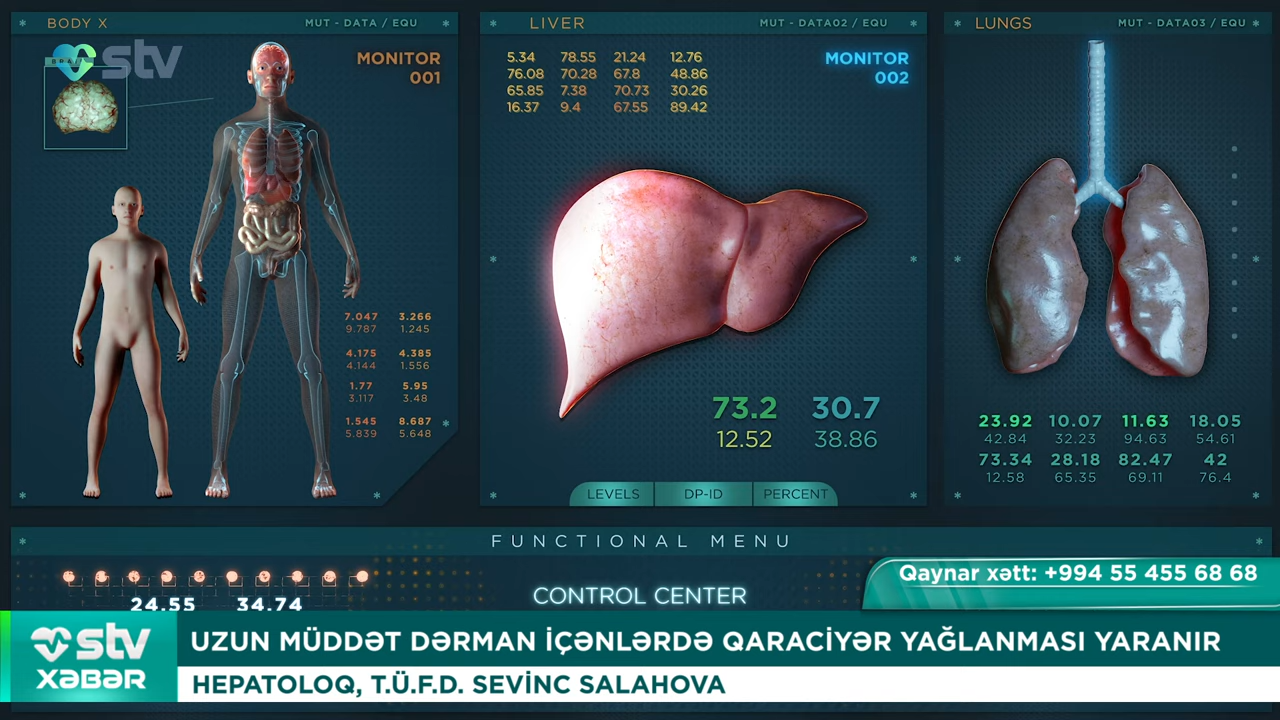 BODY X
MUT - DATA / EQU
BRAIN
stv
MONITOR
001
7.047 3.266
9.787 1.245
4.175 4.385
4.144 1.556
1.77 5.95
3.117 3.48
1.545 8.687
5.839 5.648
LIVER
MUT - DATA02 / EQU
5.34 78.55 21.24 12.76
76.08 70.28 67.8 48.86
65.85 7.38 70.73 30.26
16.37 9.4 67.55 89.42
MONITOR
002
73.2 30.7
12.52 38.86
LEVELS DP-ID PERCENT
LUNGS
MUT - DATA03 / EQU
23.92 10.07 11.63 18.05
42.84 32.23 94.63 54.61
73.34 28.18 82.47 42
12.58 65.35 69.11 76.4
FUNCTIONAL MENU
24.55 34.74
CONTROL CENTER
Qaynar xətt: +994 55 455 68 68
stv
XƏBƏR
UZUN MÜDDƏT DƏRMAN İÇƏNLƏRDƏ QARACİYƏR YAĞLANMASI YARANIR
HEPATOLOQ, T.Ü.F.D. SEVİNC SALAHOVA